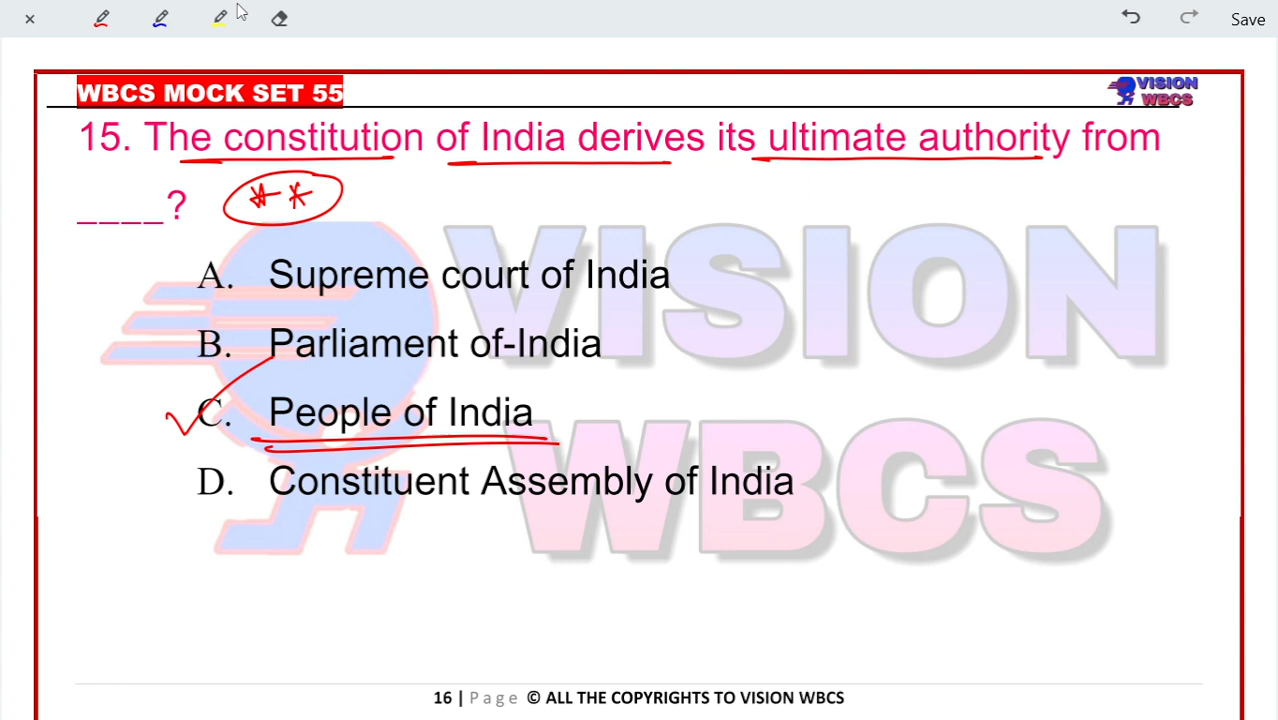 Save
WBCS MOCK SET 55
VISION
WBCS
15. The constitution of India derives its ultimate authority from
____? **
A. Supreme court of India
B. Parliament of-India
C. People of India
D. Constituent Assembly of India
VISION
WBCS
16 | Page © ALL THE COPYRIGHTS TO VISION WBCS